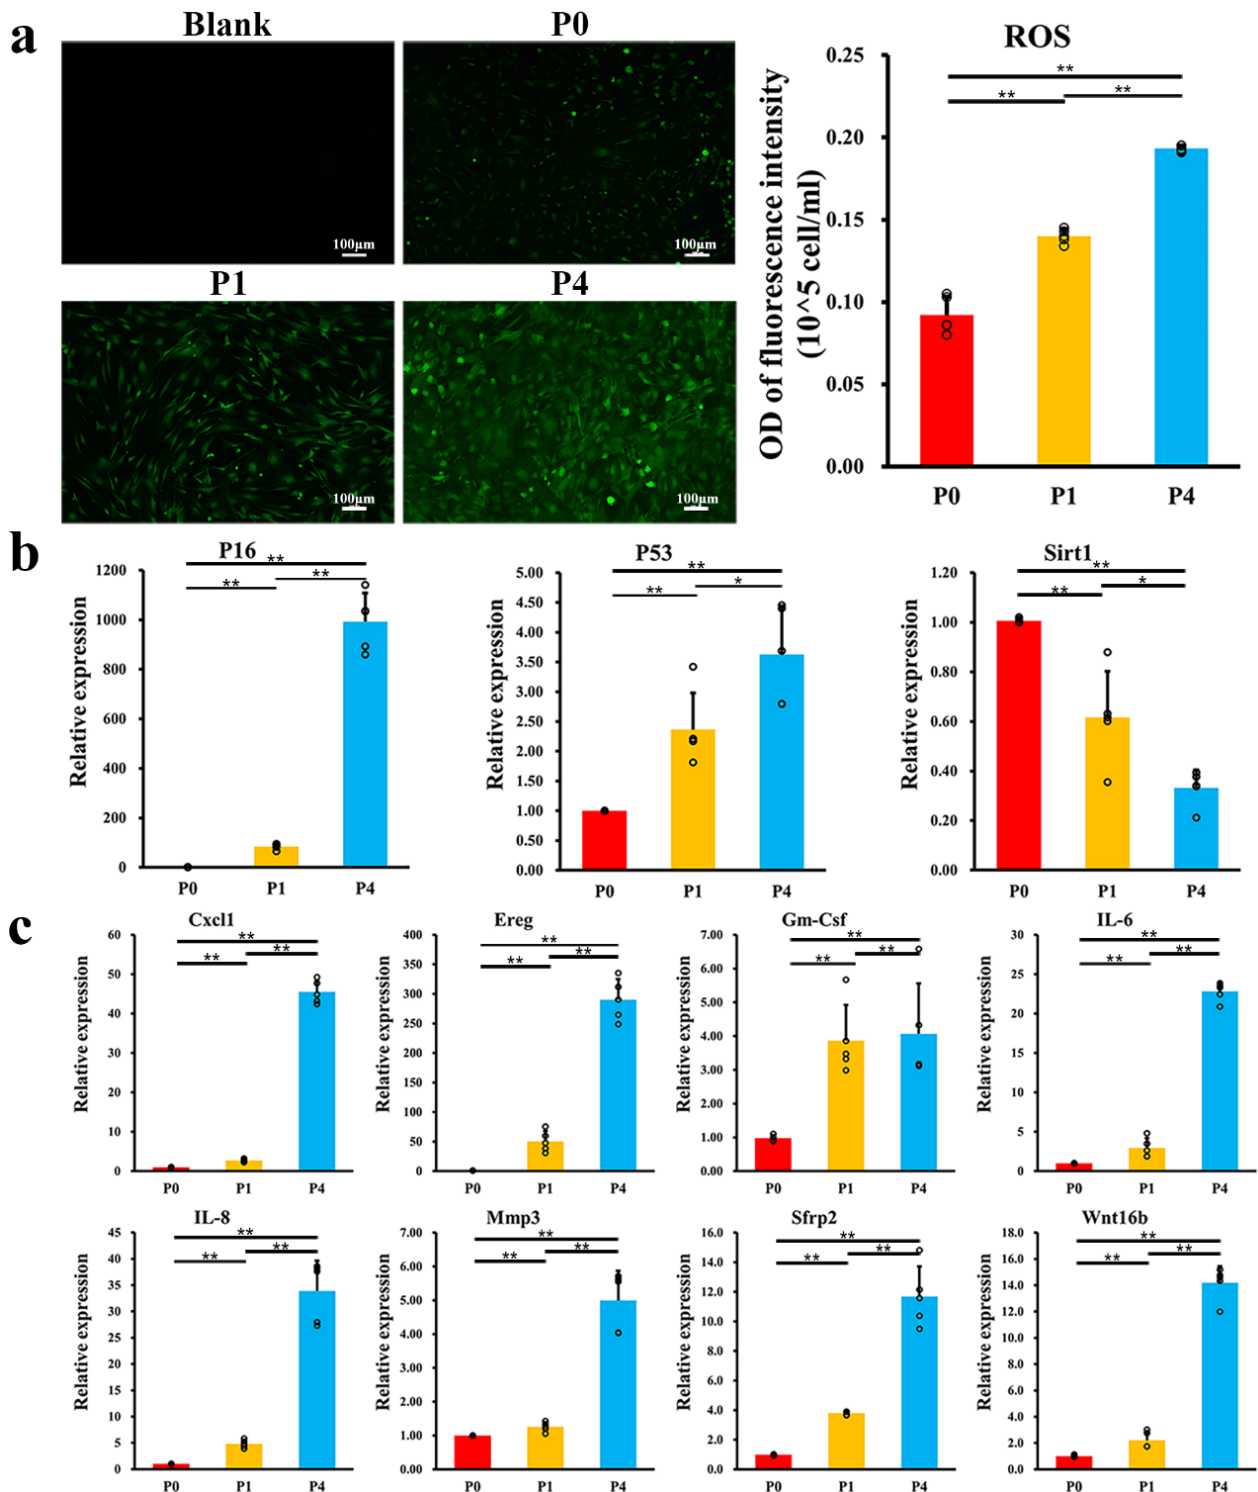 a
Blank
P0
100μm
100μm
P1
P4
100μm
100μm
ROS
OD of fluorescence intensity
(10^5 cell/ml)
0.25
0.20
0.15
0.10
0.05
0.00
**
**
**
P0
P1
P4
b
P16
Relative expression
1200
1000
800
600
400
200
0
**
**
**
P0
P1
P4
P53
Relative expression
5.00
4.50
4.00
3.50
3.00
2.50
2.00
1.50
1.00
0.50
0.00
**
**
*
P0
P1
P4
Sirt1
Relative expression
1.20
1.00
0.80
0.60
0.40
0.20
0.00
**
**
*
P0
P1
P4
c
Cxcl1
Relative expression
60
50
40
30
20
10
0
**
**
**
P0
P1
P4
Ereg
Relative expression
400
350
300
250
200
150
100
50
0
**
**
**
P0
P1
P4
Gm-Csf
Relative expression
7.00
6.00
5.00
4.00
3.00
2.00
1.00
0.00
**
**
**
P0
P1
P4
IL-6
Relative expression
30
25
20
15
10
5
0
**
**
**
P0
P1
P4
IL-8
Relative expression
45
40
35
30
25
20
15
10
5
0
**
**
**
P0
P1
P4
Mmp3
Relative expression
7.00
6.00
5.00
4.00
3.00
2.00
1.00
0.00
**
**
**
P0
P1
P4
Sfrp2
Relative expression
16.0
14.0
12.0
10.0
8.0
6.0
4.0
2.0
0.0
**
**
**
P0
P1
P4
Wnt16b
Relative expression
18.0
16.0
14.0
12.0
10.0
8.0
6.0
4.0
2.0
0.0
**
**
**
P0
P1
P4